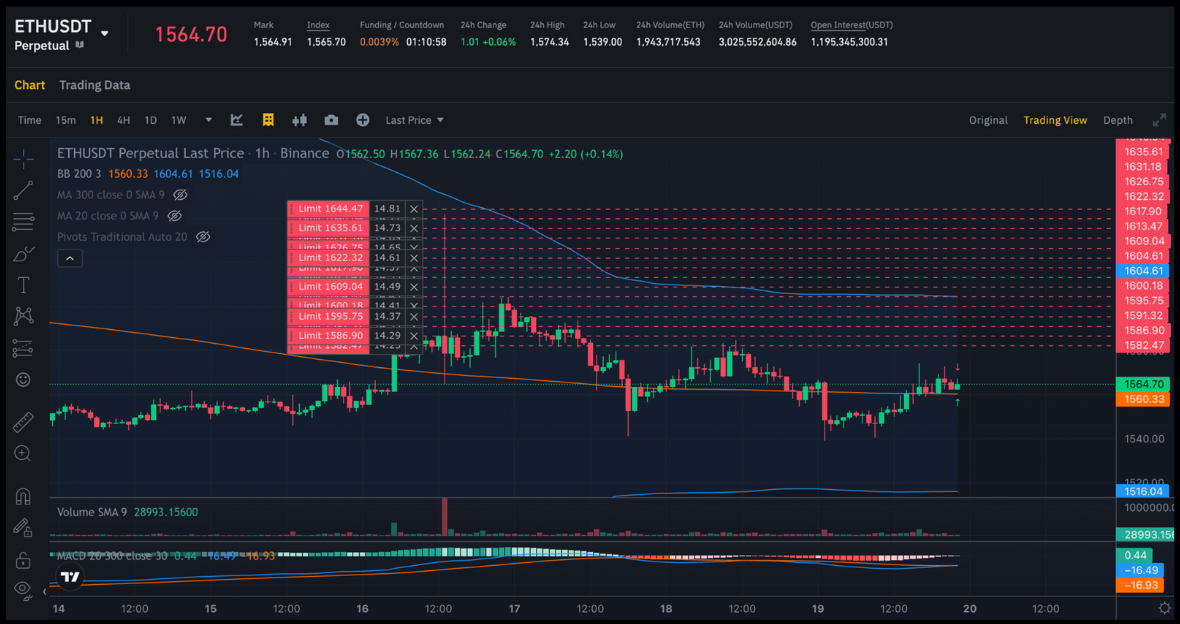 ETHUSDT
Perpetual
1564.70
Mark
1,564.91
Index
1,565.70
Funding / Countdown
0.0039% 01:10:58
24h Change
1.01 +0.06%
24h High
1,574.34
24h Low
1,539.00
24h Volume(ETH)
1,943,717.543
24h Volume(USDT)
3,025,552,604.86
Open Interest(USDT)
1,195,345,300.31
Chart Trading Data
Time 15m 1H 4H 1D 1W Last Price Original Trading View Depth
ETHUSDT Perpetual Last Price · 1h · Binance O1562.50 H1567.36 L1562.24 C1564.70 +2.20 (+0.14%)
BB 200 3 1560.33 1604.61 1516.04
MA 300 close 0 SMA 9
MA 20 close 0 SMA 9
Pivots Traditional Auto 20
Limit 1644.47 14.81
Limit 1635.61 14.73
Limit 1626.75 14.65
Limit 1622.32 14.61
Limit 1617.90 14.57
Limit 1609.04 14.49
Limit 1600.18 14.41
Limit 1595.75 14.37
Limit 1586.90 14.29
Limit 1582.47 14.25
1635.61
1631.18
1626.75
1622.32
1617.90
1613.47
1609.04
1604.61
1604.61
1600.18
1595.75
1591.32
1586.90
1582.47
1564.70
1560.33
1540.00
1520.00
1516.04
Volume SMA 9 28993.15600
1000000.0
28993.156
MACD 20 300 close 30 0.44 −16.49 −16.93
0.44
−16.49
−16.93
14 12:00 15 12:00 16 12:00 17 12:00 18 12:00 19 12:00 20 12:00